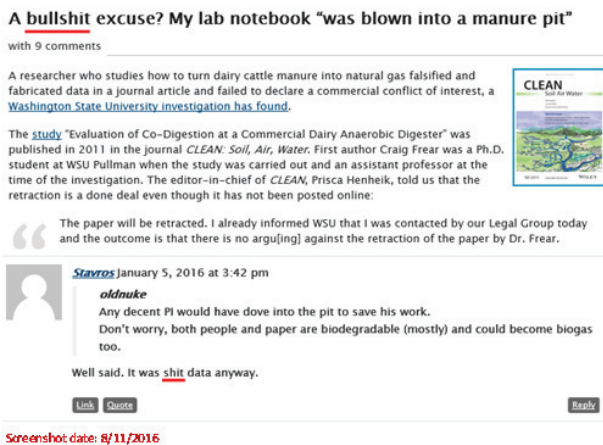 A bullshit excuse? My lab notebook “was blown into a manure pit”
with 9 comments
A researcher who studies how to turn dairy cattle manure into natural gas falsified and
fabricated data in a journal article and failed to declare a commercial conflict of interest, a
Washington State University investigation has found.
CLEAN
Soil Air Water
The study "Evaluation of Co-Digestion at a Commercial Dairy Anaerobic Digester" was
published in 2011 in the journal CLEAN: Soil, Air, Water. First author Craig Frear was a Ph.D.
student at WSU Pullman when the study was carried out and an assistant professor at the
time of the investigation. The editor-in-chief of CLEAN, Prisca Henheik, told us that the
retraction is a done deal even though it has not been posted online:
WILEY
The paper will be retracted. I already informed WSU that I was contacted by our Legal Group today
and the outcome is that there is no argu[ing] against the retraction of the paper by Dr. Frear.
Stavros January 5, 2016 at 3:42 pm
oldnuke
Any decent PI would have dove into the pit to save his work.
Don't worry, both people and paper are biodegradable (mostly) and could become biogas
too.
Well said. It was shit data anyway.
Link Quote Reply
Screenshot date: 8/11/2016